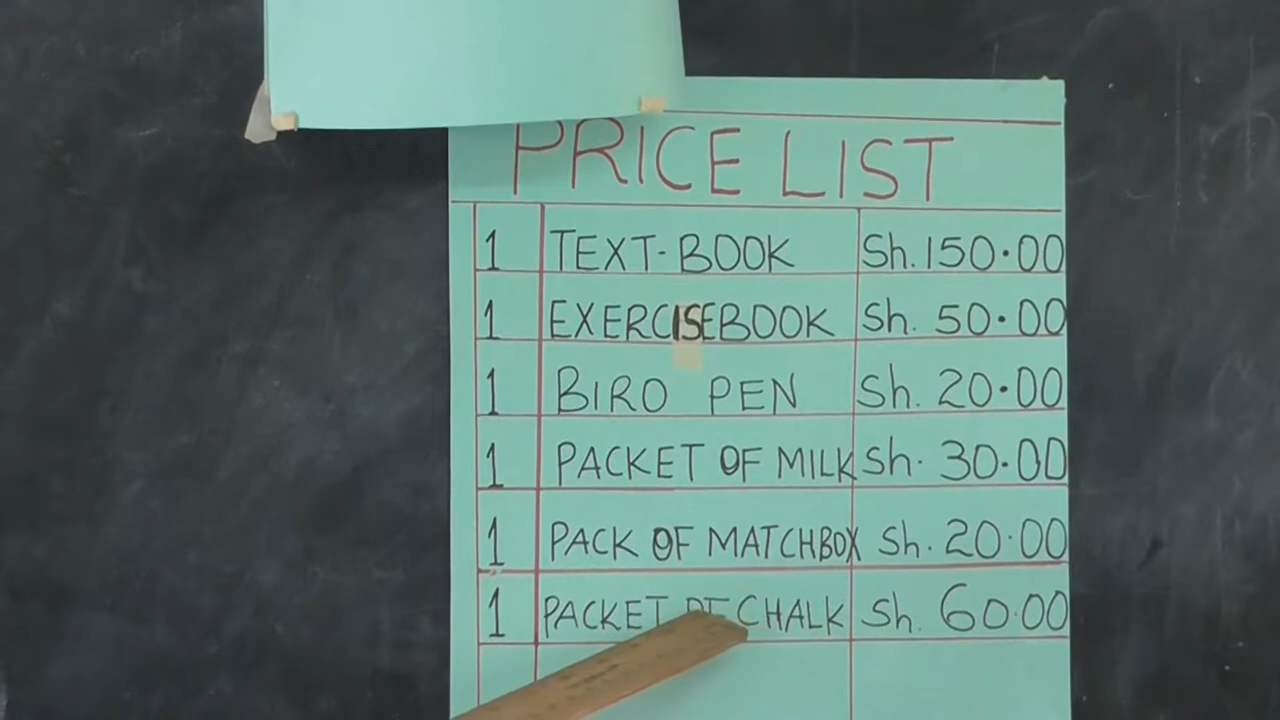 PRICE LIST
1 TEXT-BOOK Sh. 150.00
1 EXERCISEBOOK Sh. 50.00
1 BIRO PEN Sh. 20.00
1 PACKET OF MILK Sh. 30.00
1 PACK OF MATCHBOX Sh. 20.00
1 PACKET OF CHALK Sh. 60.00